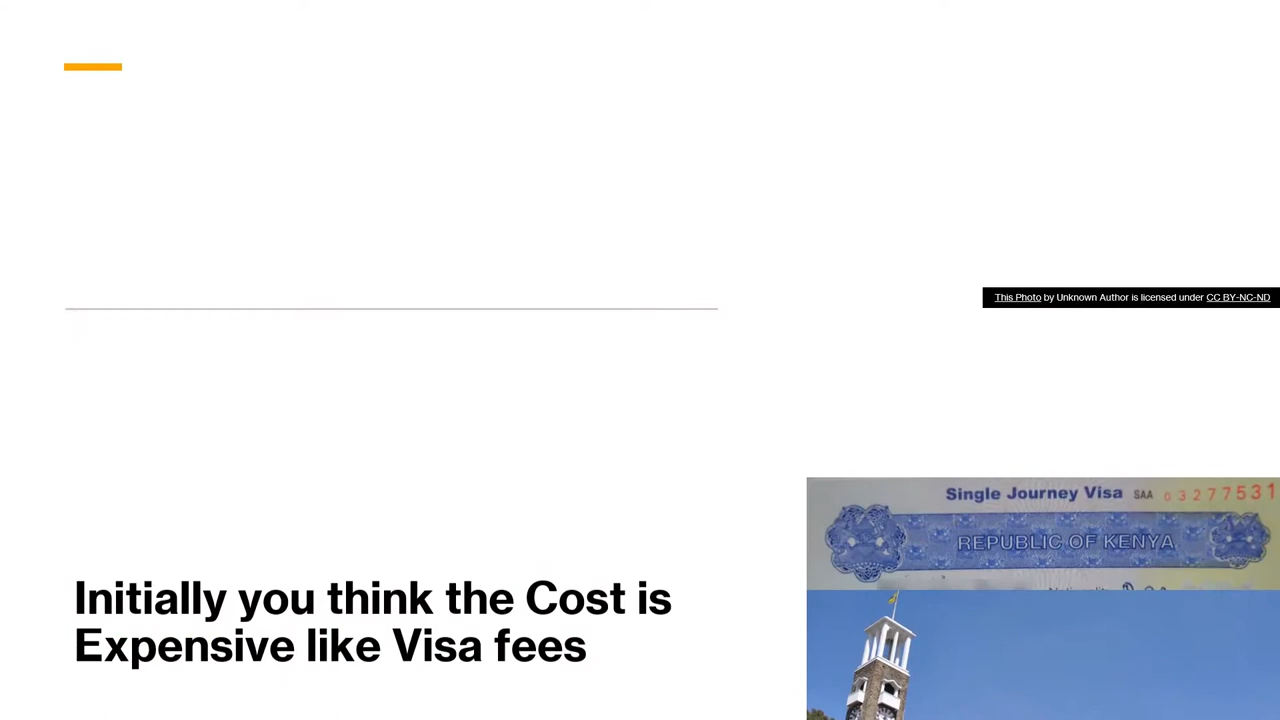 This Photo by Unknown Author is licensed under CC BY-NC-ND
Single Journey Visa SAA 03277531
REPUBLIC OF KENYA
Initially you think the Cost is
Expensive like Visa fees